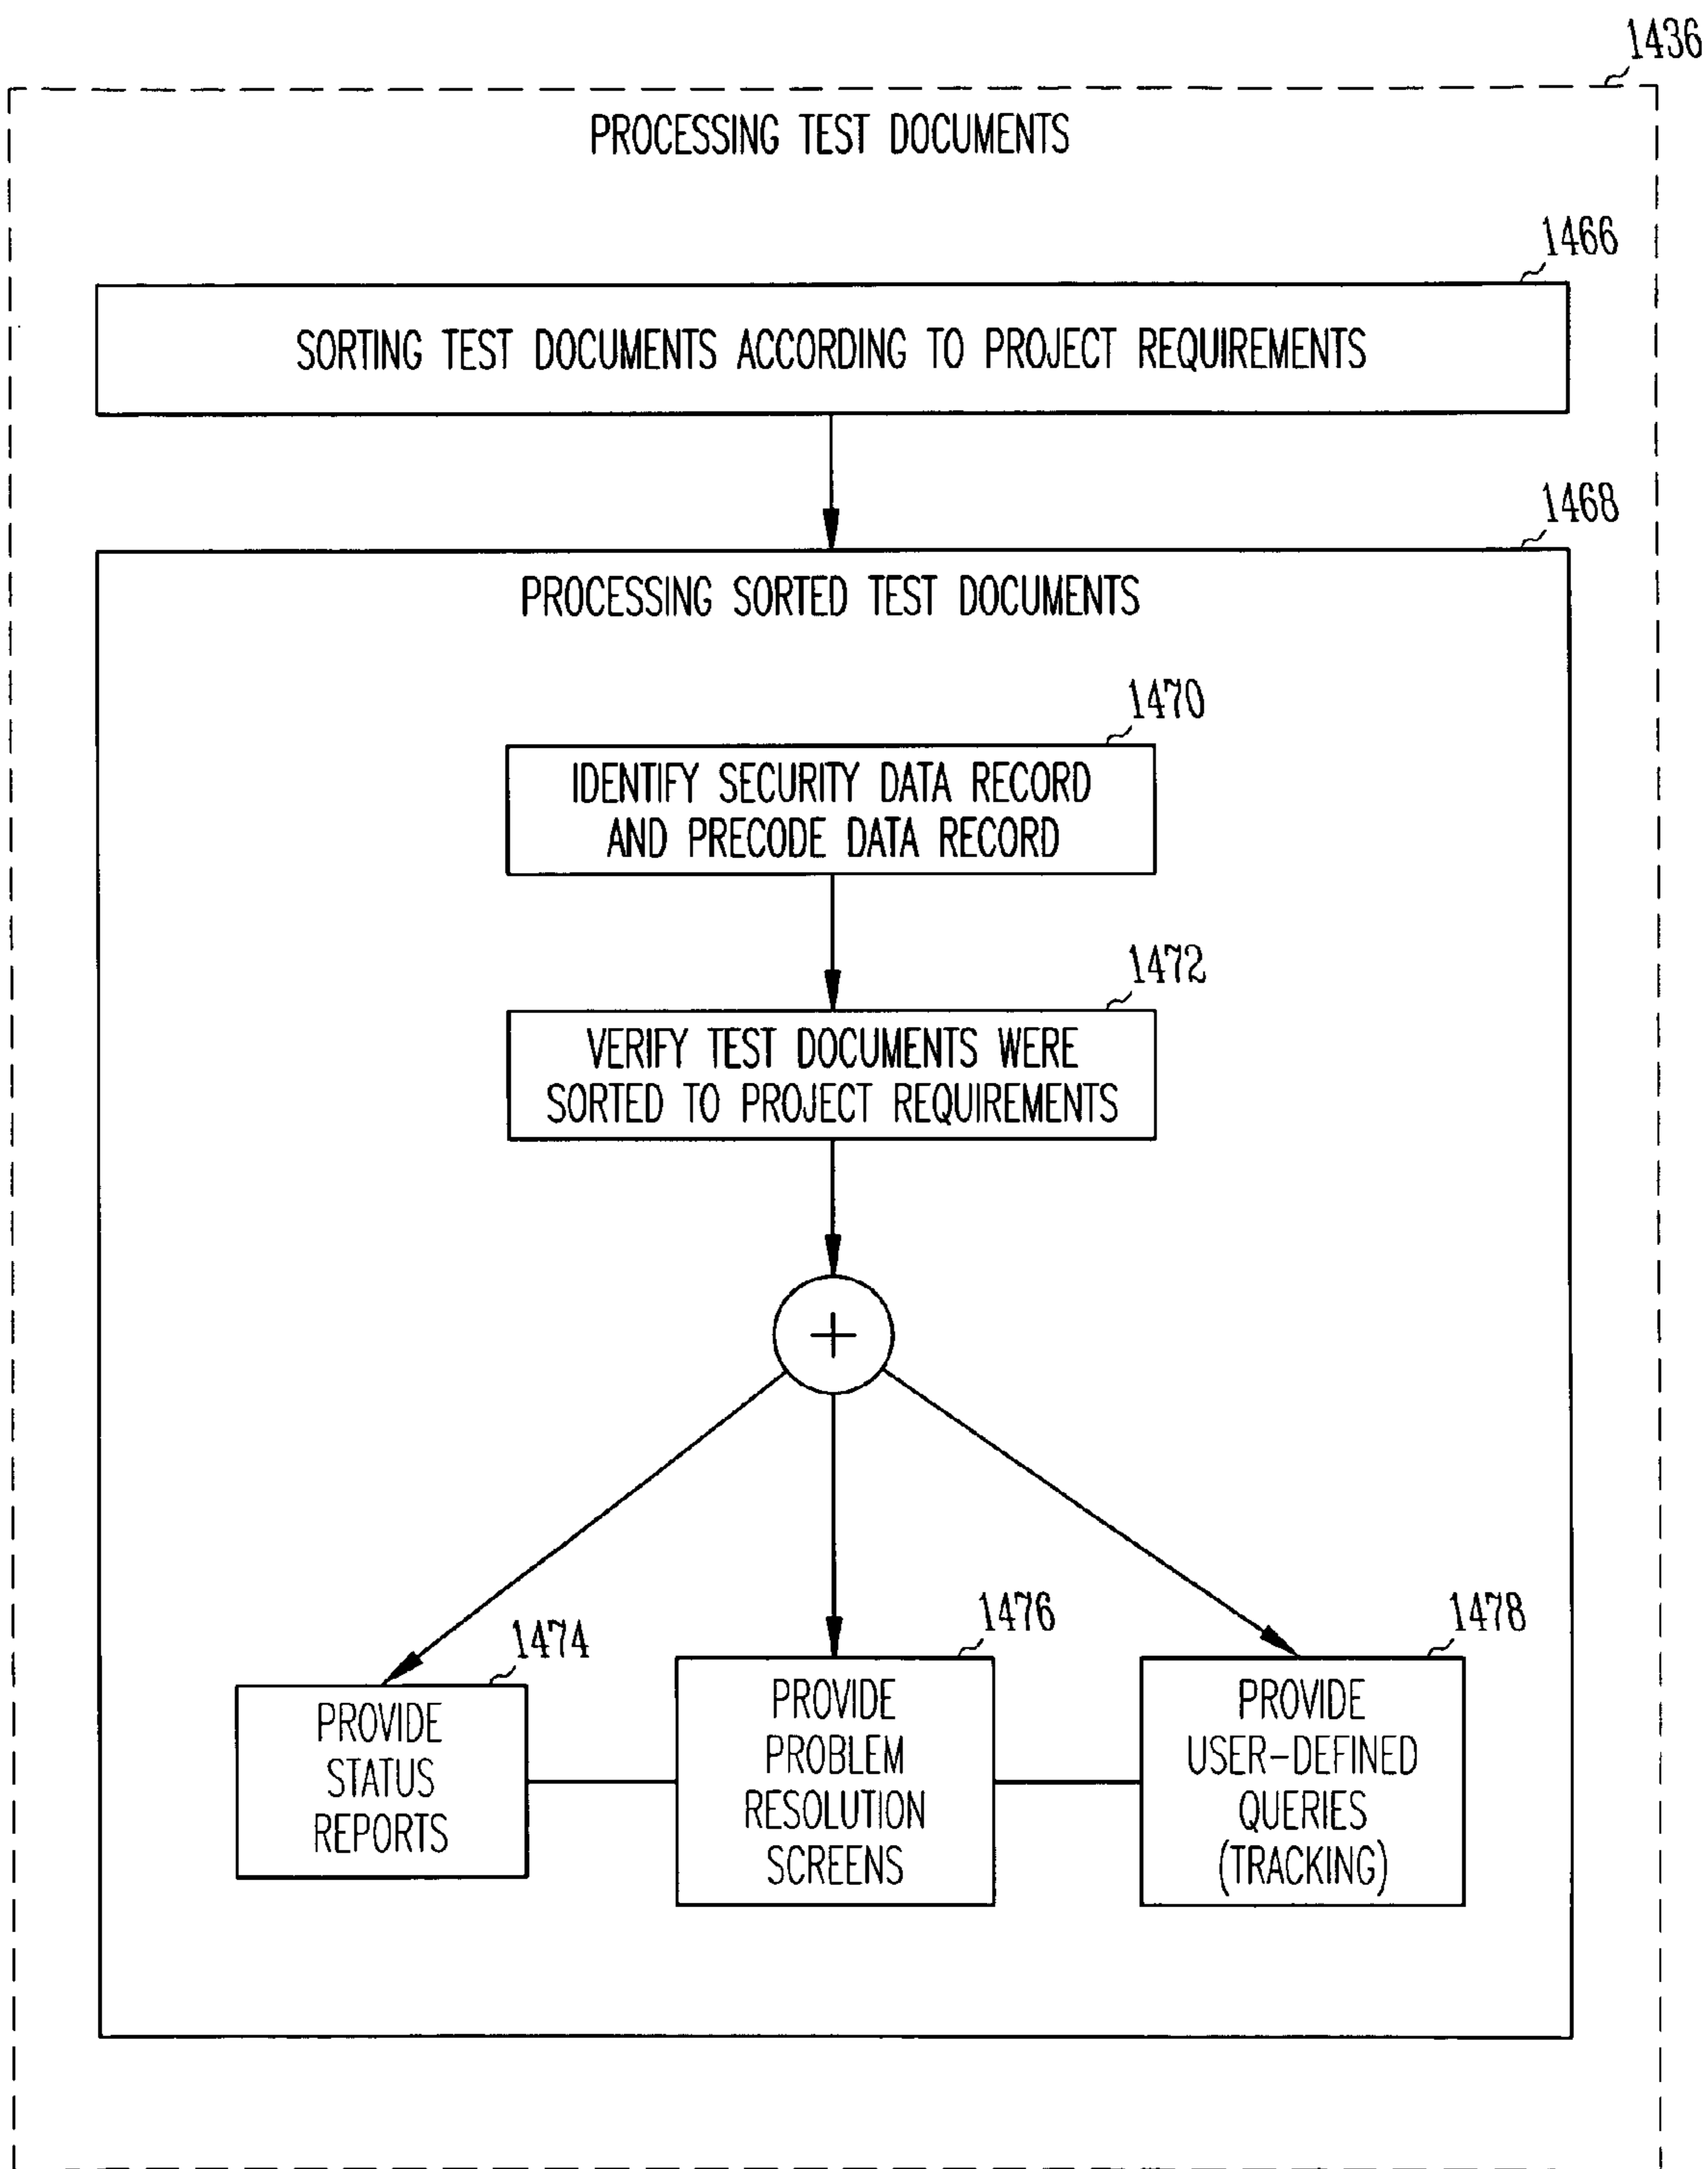 1436
PROCESSING TEST DOCUMENTS
1466
SORTING TEST DOCUMENTS ACCORDING TO PROJECT REQUIREMENTS
1468
PROCESSING SORTED TEST DOCUMENTS
1470
IDENTIFY SECURITY DATA RECORD
AND PRECODE DATA RECORD
1472
VERIFY TEST DOCUMENTS WERE
SORTED TO PROJECT REQUIREMENTS
+
1474
PROVIDE
STATUS
REPORTS
1476
PROVIDE
PROBLEM
RESOLUTION
SCREENS
1478
PROVIDE
USER-DEFINED
QUERIES
(TRACKING)